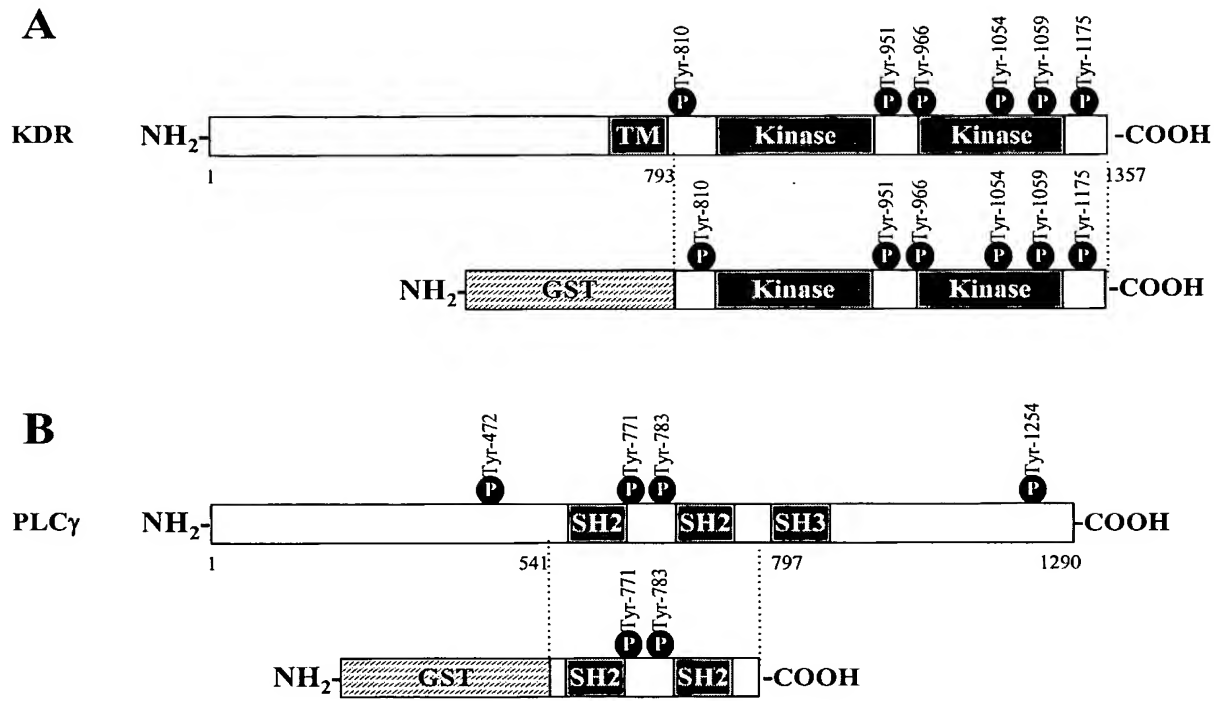 A
Tyr-810 Tyr-951 Tyr-966 Tyr-1054 Tyr-1059 Tyr-1175
P P P P P P
KDR NH2- TM Kinase Kinase -COOH
1 793 1357
Tyr-810 Tyr-951 Tyr-966 Tyr-1054 Tyr-1059 Tyr-1175
P P P P P P
NH2- GST Kinase Kinase -COOH
B
Tyr-472 Tyr-771 Tyr-783 Tyr-1254
P P P P
PLCγ NH2- SH2 SH2 SH3 -COOH
1 541 797 1290
Tyr-771 Tyr-783
P P
NH2- GST SH2 SH2 -COOH